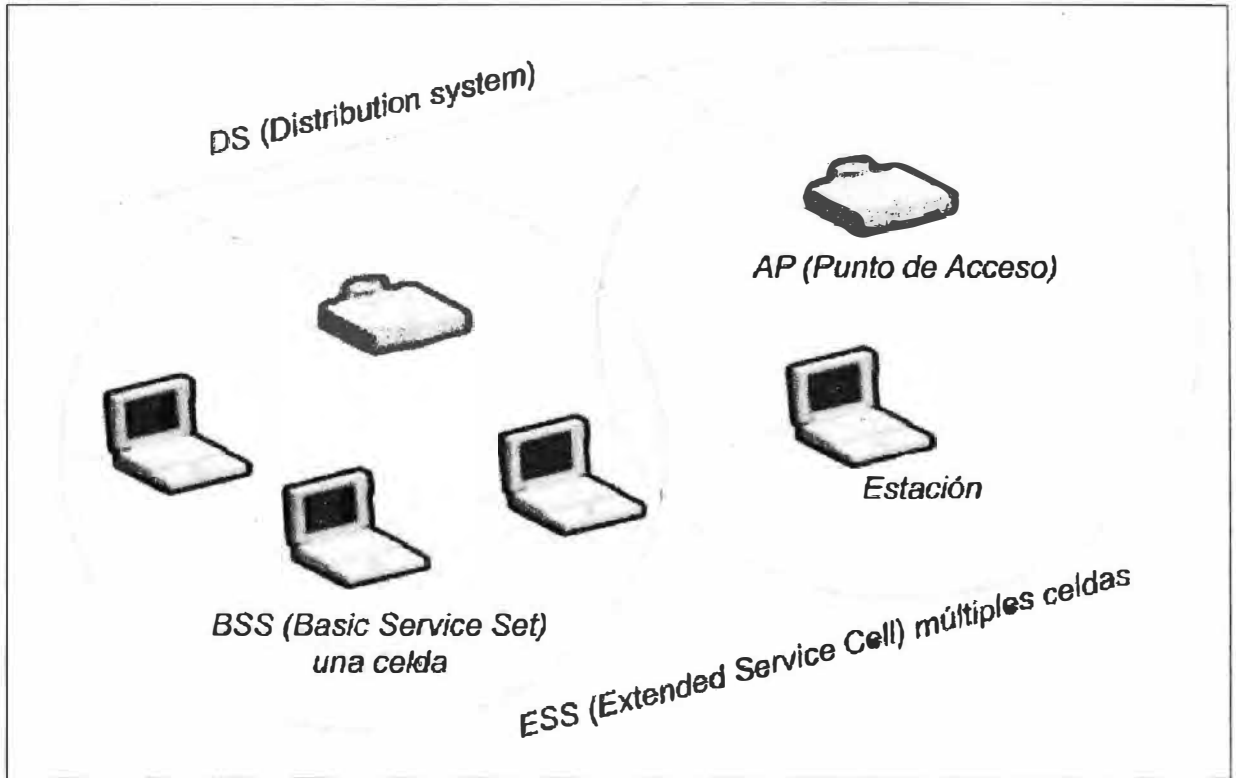 DS (Distribution system)
AP (Punto de Acceso)
Estación
BSS (Basic Service Set)
una celda
ESS (Extended Service Cell) múltiples celdas